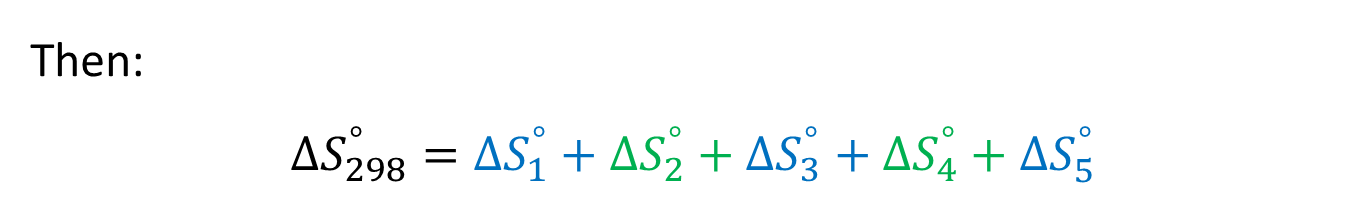 Then:
ΔS°₂₉₈ = ΔS°₁ + ΔS°₂ + ΔS°₃ + ΔS°₄ + ΔS°₅